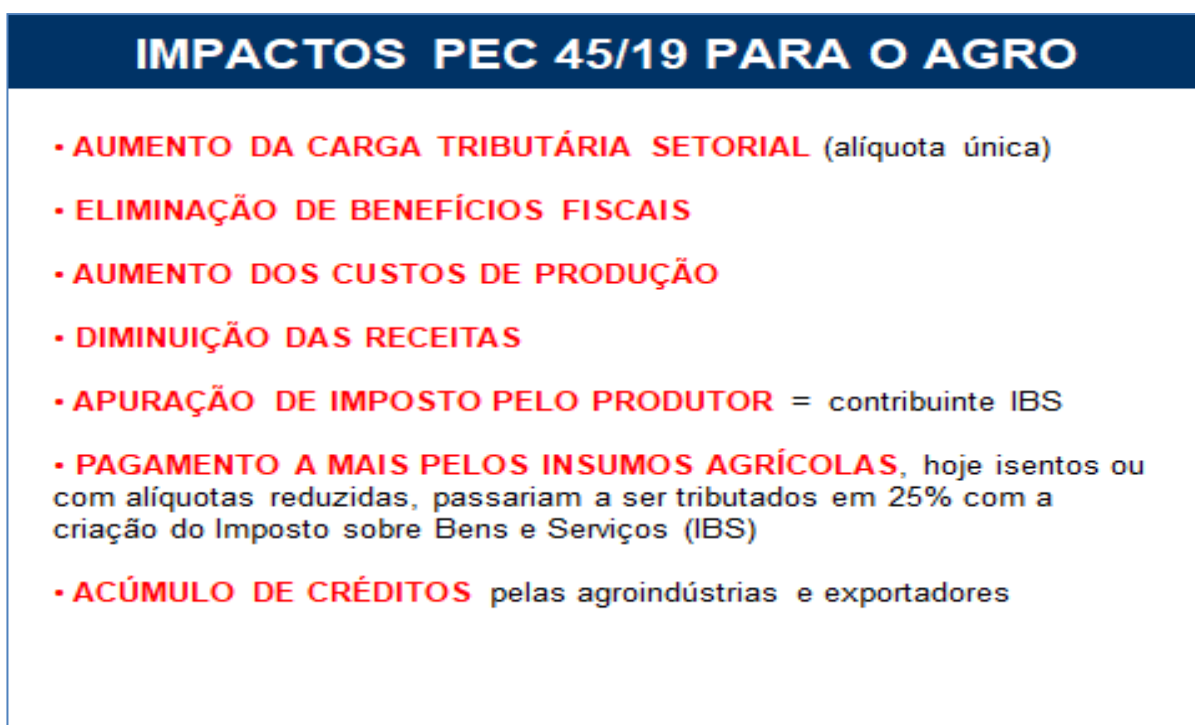 IMPACTOS PEC 45/19 PARA O AGRO
• AUMENTO DA CARGA TRIBUTÁRIA SETORIAL (alíquota única)
• ELIMINAÇÃO DE BENEFÍCIOS FISCAIS
• AUMENTO DOS CUSTOS DE PRODUÇÃO
• DIMINUIÇÃO DAS RECEITAS
• APURAÇÃO DE IMPOSTO PELO PRODUTOR = contribuinte IBS
• PAGAMENTO A MAIS PELOS INSUMOS AGRÍCOLAS, hoje isentos ou
com alíquotas reduzidas, passariam a ser tributados em 25% com a
criação do Imposto sobre Bens e Serviços (IBS)
• ACÚMULO DE CRÉDITOS pelas agroindústrias e exportadores